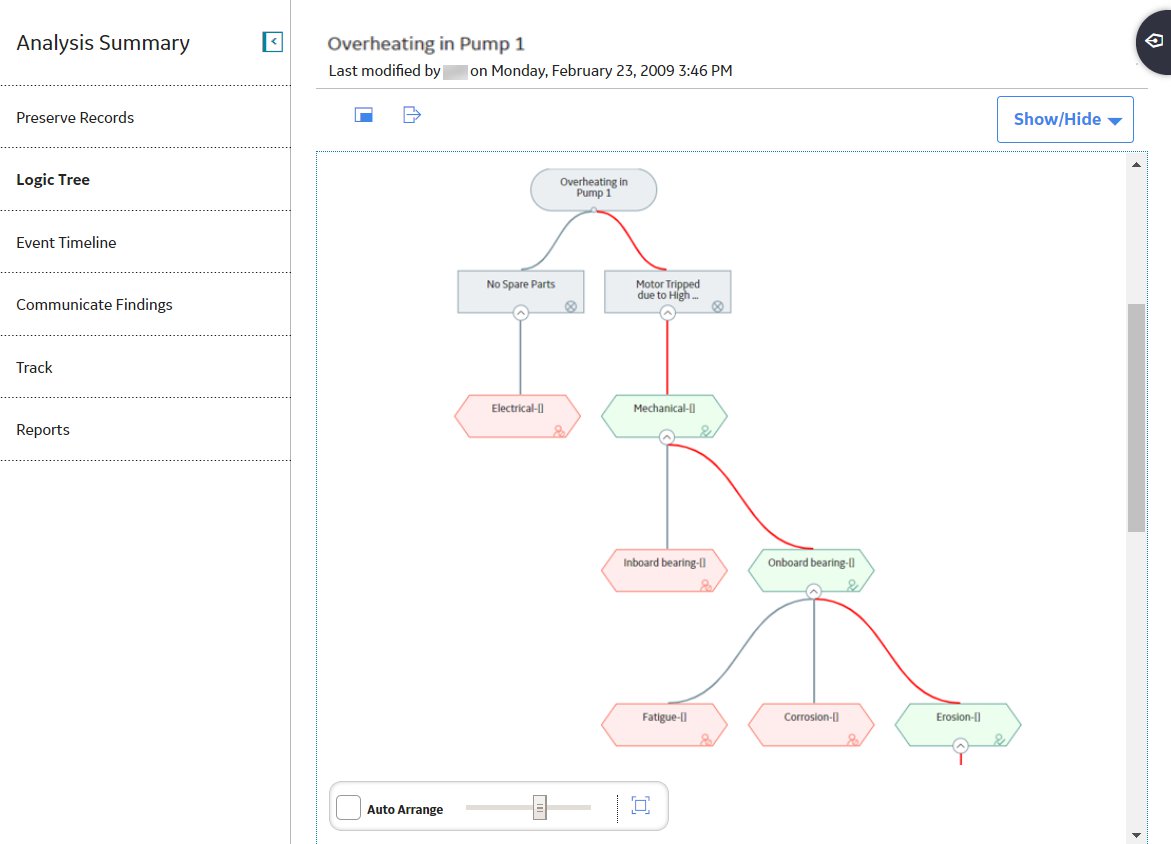 Analysis Summary
Preserve Records
Logic Tree
Event Timeline
Communicate Findings
Track
Reports
Overheating in Pump 1
Last modified by on Monday, February 23, 2009 3:46 PM
Show/Hide
Overheating in
Pump 1
No Spare Parts
Motor Tripped
due to High ...
Electrical-[]
Mechanical-[]
Inboard bearing-[]
Onboard bearing-[]
Fatigue-[]
Corrosion-[]
Erosion-[]
Auto Arrange